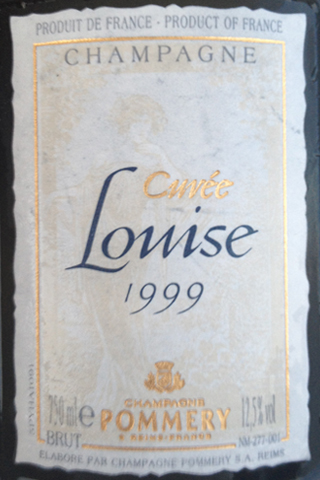 PRODUIT DE FRANCE - PRODUCT OF FRANCE
CHAMPAGNE
Cuvée
Louise
1999
CHAMPAGNE
750 ml e POMMERY 12,5% vol
À REIMS-FRANCE
BRUT NM-277-001
ELABORÉ PAR CHAMPAGNE POMMERY S.A. REIMS